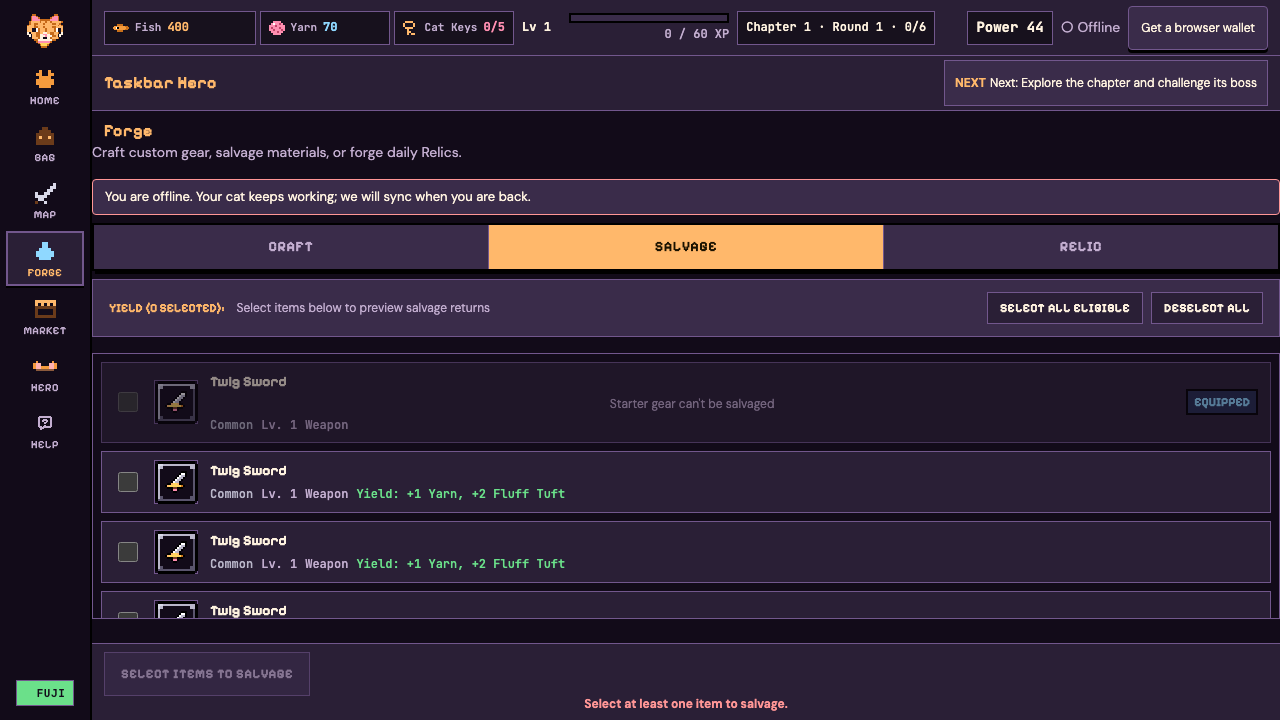 Fish 400
Yarn 70
Cat Keys 0/5
Lv 1
0 / 60 XP
Chapter 1 · Round 1 · 0/6
Power 44
Offline
Get a browser wallet
Taskbar Hero
NEXT Next: Explore the chapter and challenge its boss
HOME
BAG
MAP
FORGE
MARKET
HERO
HELP
FUJI
Forge
Craft custom gear, salvage materials, or forge daily Relics.
You are offline. Your cat keeps working; we will sync when you are back.
CRAFT
SALVAGE
RELIC
YIELD (0 SELECTED):
Select items below to preview salvage returns
SELECT ALL ELIGIBLE
DESELECT ALL
Twig Sword
Common Lv. 1 Weapon
Starter gear can't be salvaged
EQUIPPED
Twig Sword
Common Lv. 1 Weapon Yield: +1 Yarn, +2 Fluff Tuft
Twig Sword
Common Lv. 1 Weapon Yield: +1 Yarn, +2 Fluff Tuft
Twig Sword
SELECT ITEMS TO SALVAGE
Select at least one item to salvage.